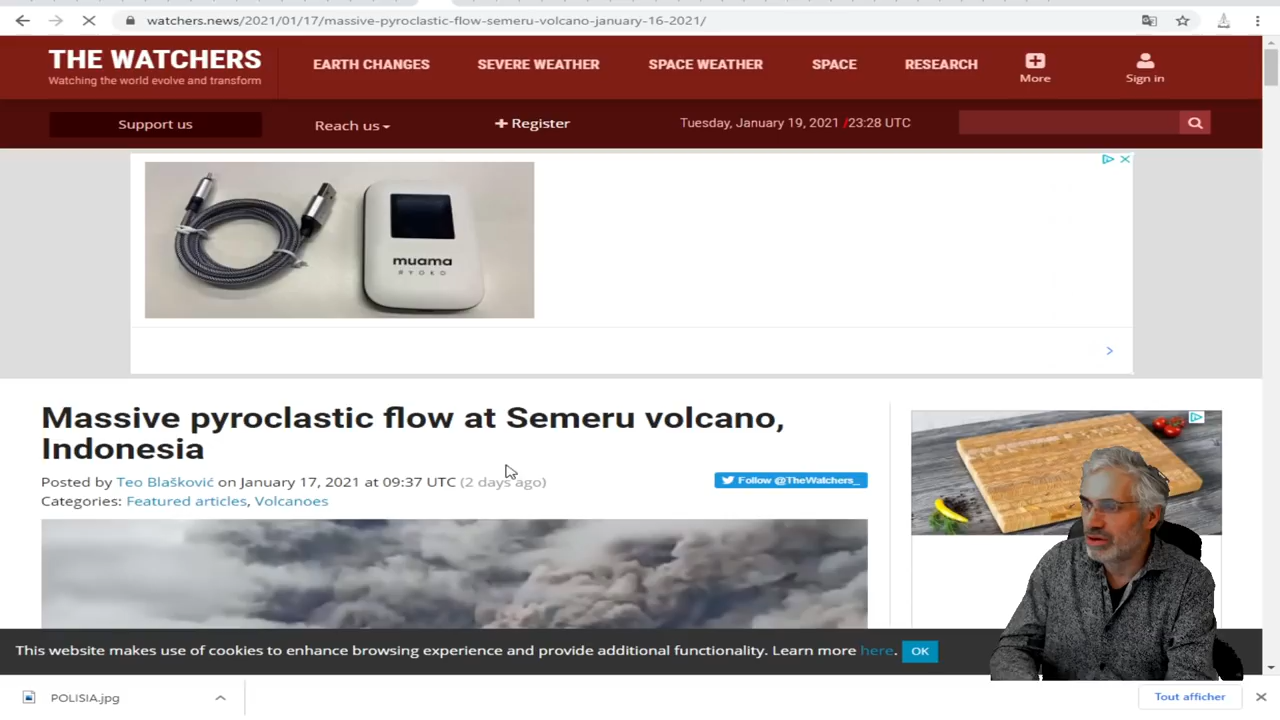 watchers.news/2021/01/17/massive-pyroclastic-flow-semeru-volcano-january-16-2021/
THE WATCHERS
Watching the world evolve and transform
EARTH CHANGES
SEVERE WEATHER
SPACE WEATHER
SPACE
RESEARCH
More
Sign in
Support us
Reach us
+ Register
Tuesday, January 19, 2021 /23:28 UTC
muama
RYOKO
Massive pyroclastic flow at Semeru volcano,
Indonesia
Posted by Teo Blašković on January 17, 2021 at 09:37 UTC (2 days ago)
Follow @TheWatchers_
Categories: Featured articles, Volcanoes
This website makes use of cookies to enhance browsing experience and provide additional functionality. Learn more here. OK
POLISIA.jpg
Tout afficher